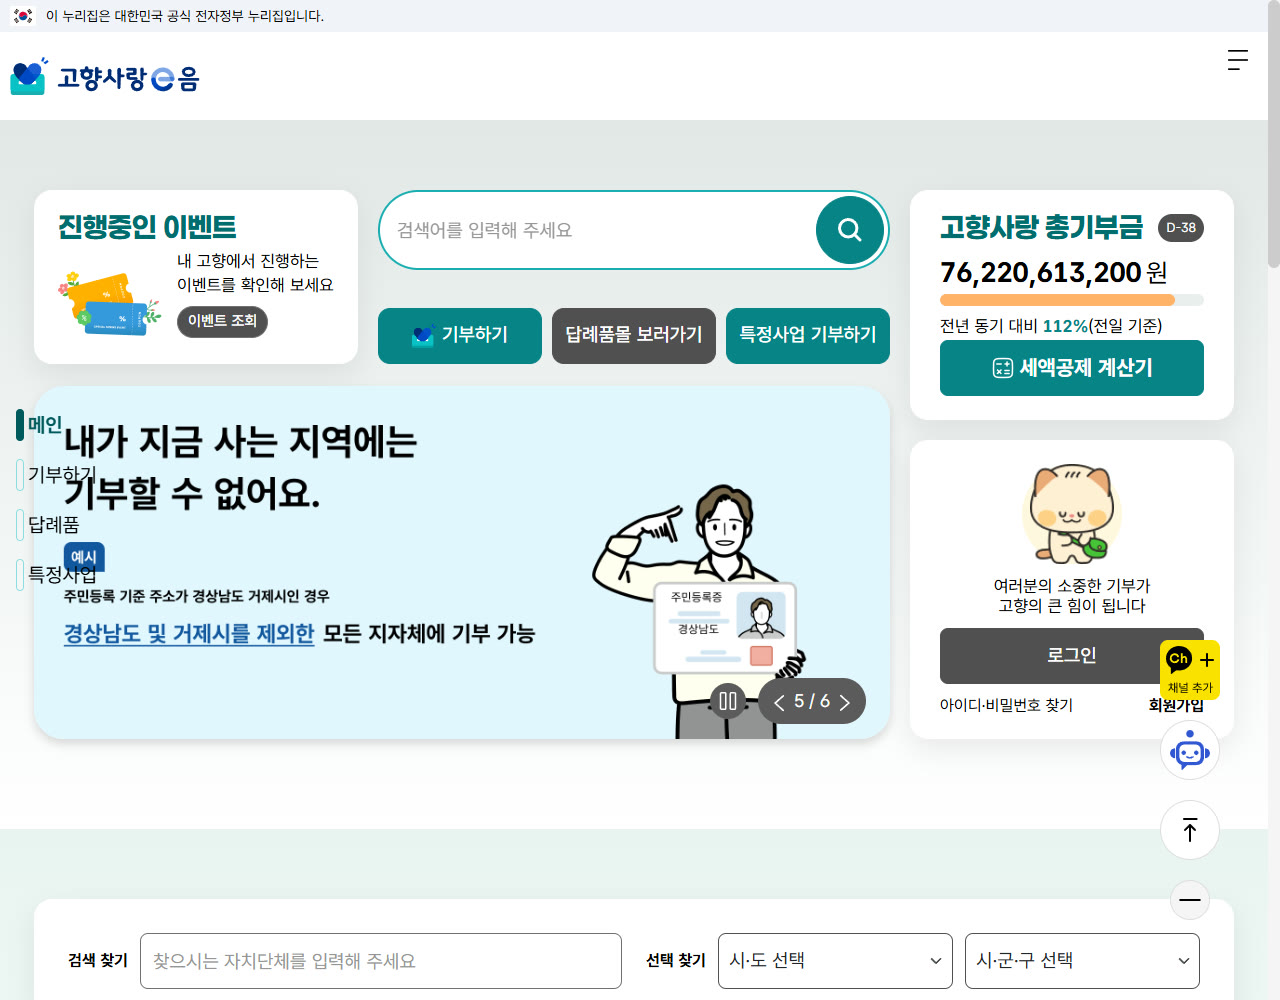 이 누리집은 대한민국 공식 전자정부 누리집입니다.
고향사랑e음
진행중인 이벤트
내 고향에서 진행하는
이벤트를 확인해 보세요
이벤트 조회
검색어를 입력해 주세요
기부하기
답례품몰 보러가기
특정사업 기부하기
고향사랑 총기부금
D-38
76,220,613,200 원
전년 동기 대비 112%(전일 기준)
세액공제 계산기
메인
기부하기
답례품
특정사업
내가 지금 사는 지역에는
기부할 수 없어요.
예시
주민등록 기준 주소가 경상남도 거제시인 경우
경상남도 및 거제시를 제외한 모든 지자체에 기부 가능
주민등록증
경상남도
5 / 6
여러분의 소중한 기부가
고향의 큰 힘이 됩니다
로그인
아이디·비밀번호 찾기
회원가입
Ch
채널 추가
검색 찾기
찾으시는 자치단체를 입력해 주세요
선택 찾기
시·도 선택
시·군·구 선택